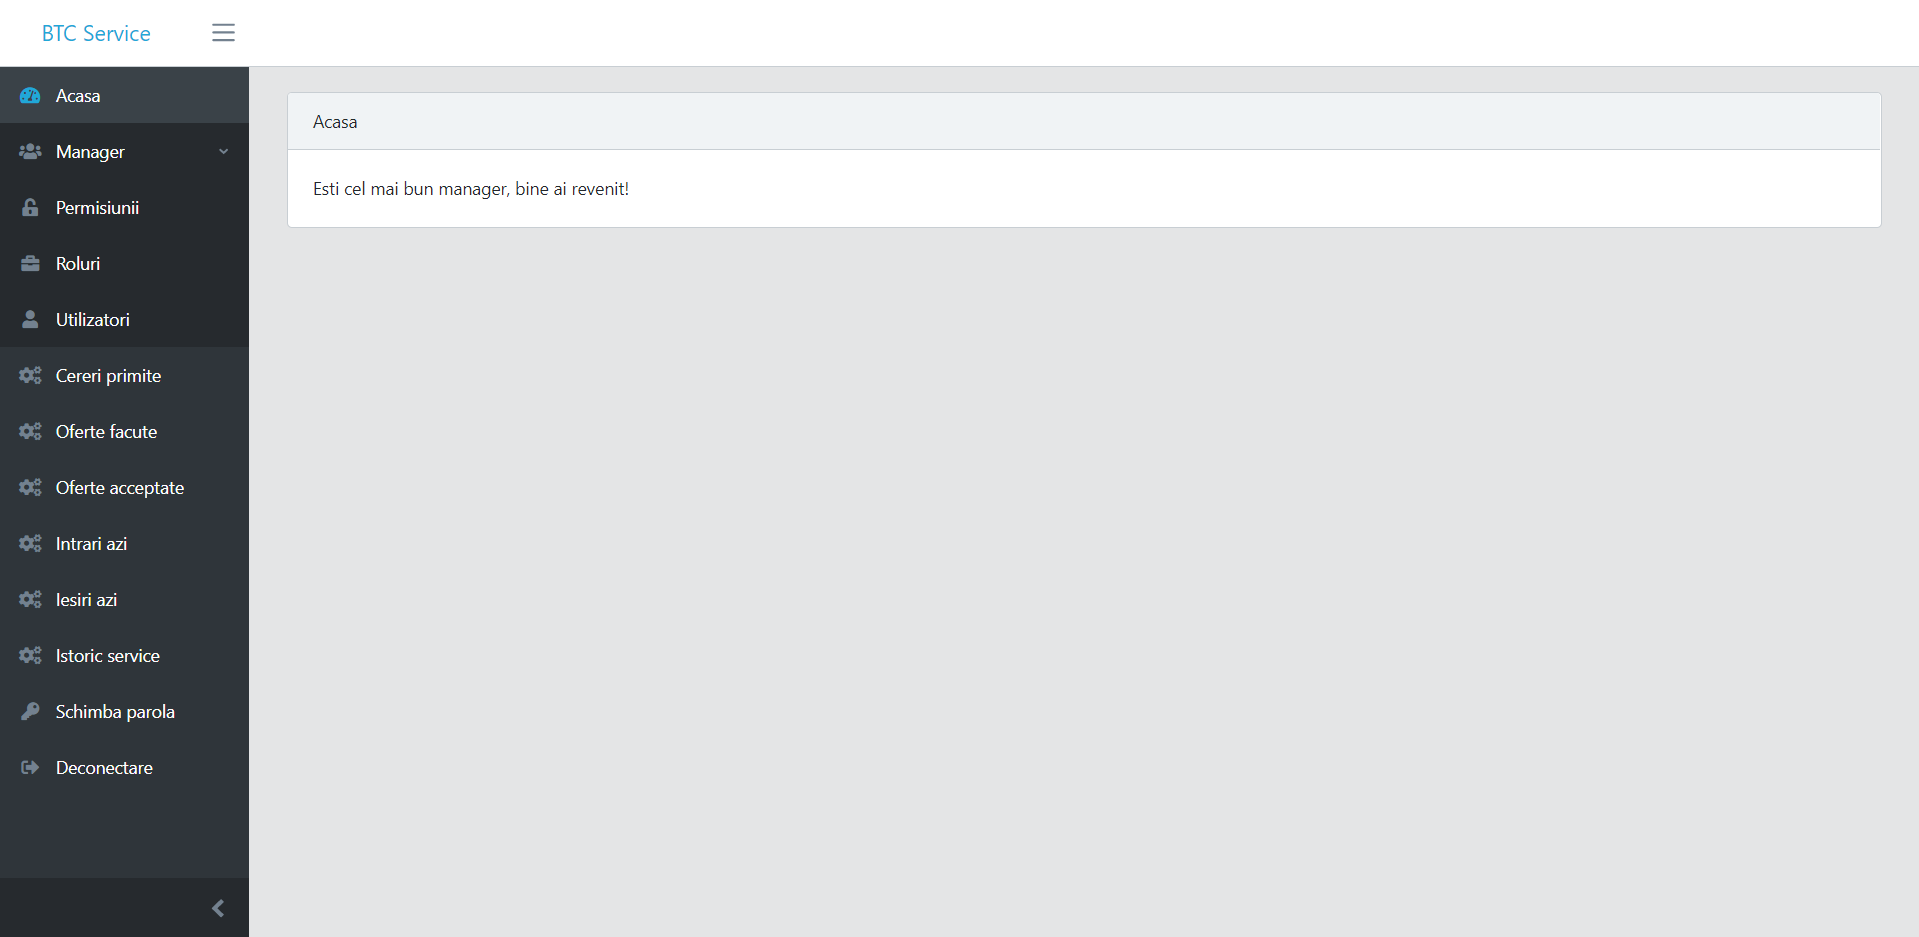 BTC Service
Acasa
Manager
Permisiunii
Roluri
Utilizatori
Cereri primite
Oferte facute
Oferte acceptate
Intrari azi
Iesiri azi
Istoric service
Schimba parola
Deconectare
Acasa
Esti cel mai bun manager, bine ai revenit!